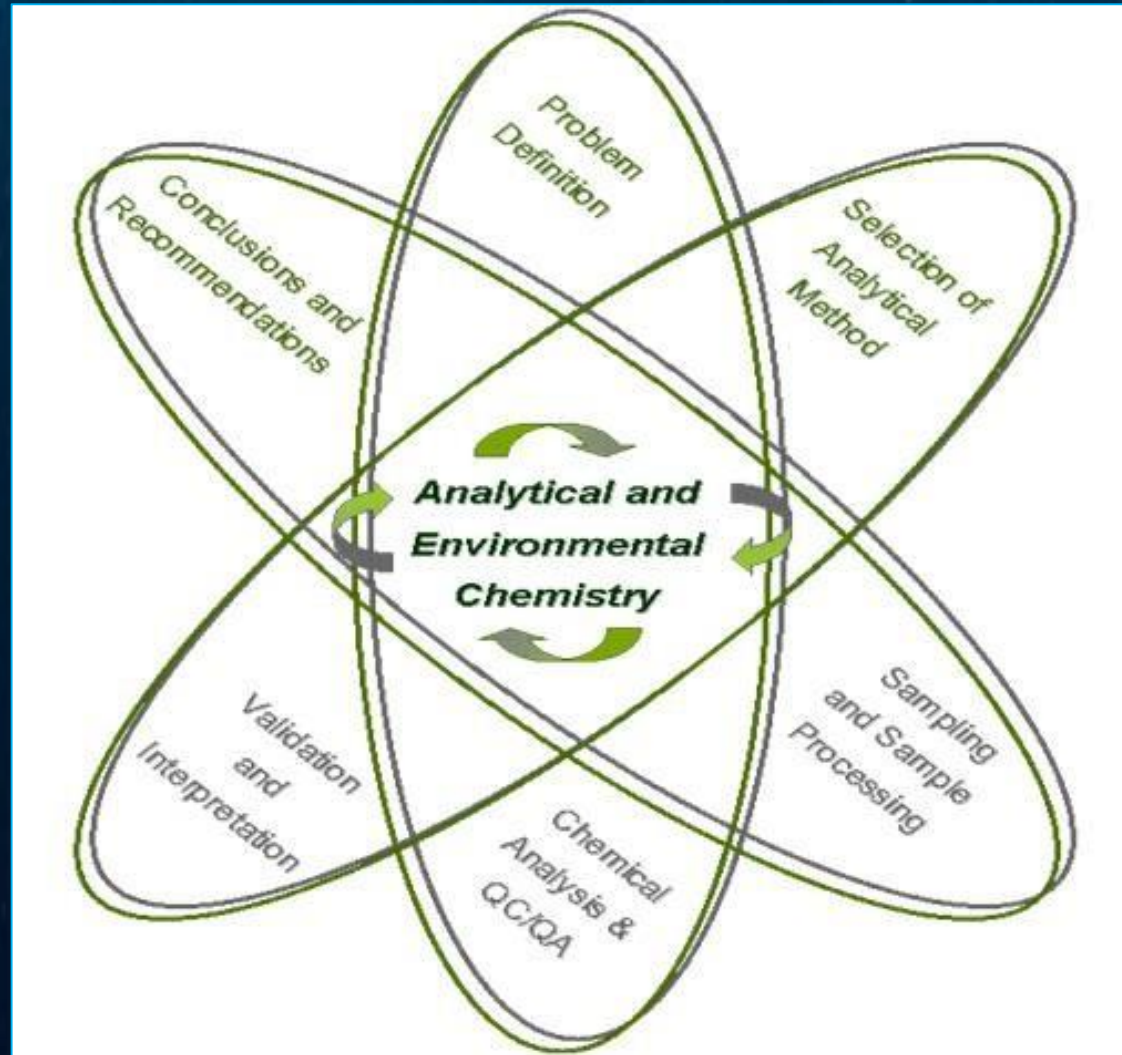 Problem
Definition
Selection of
Analytical
Method
Sampling
and Sample
Processing
Chemical
Analysis &
QC/QA
Validation
and
Interpretation
Conclusions and
Recommendations
Analytical and
Environmental
Chemistry